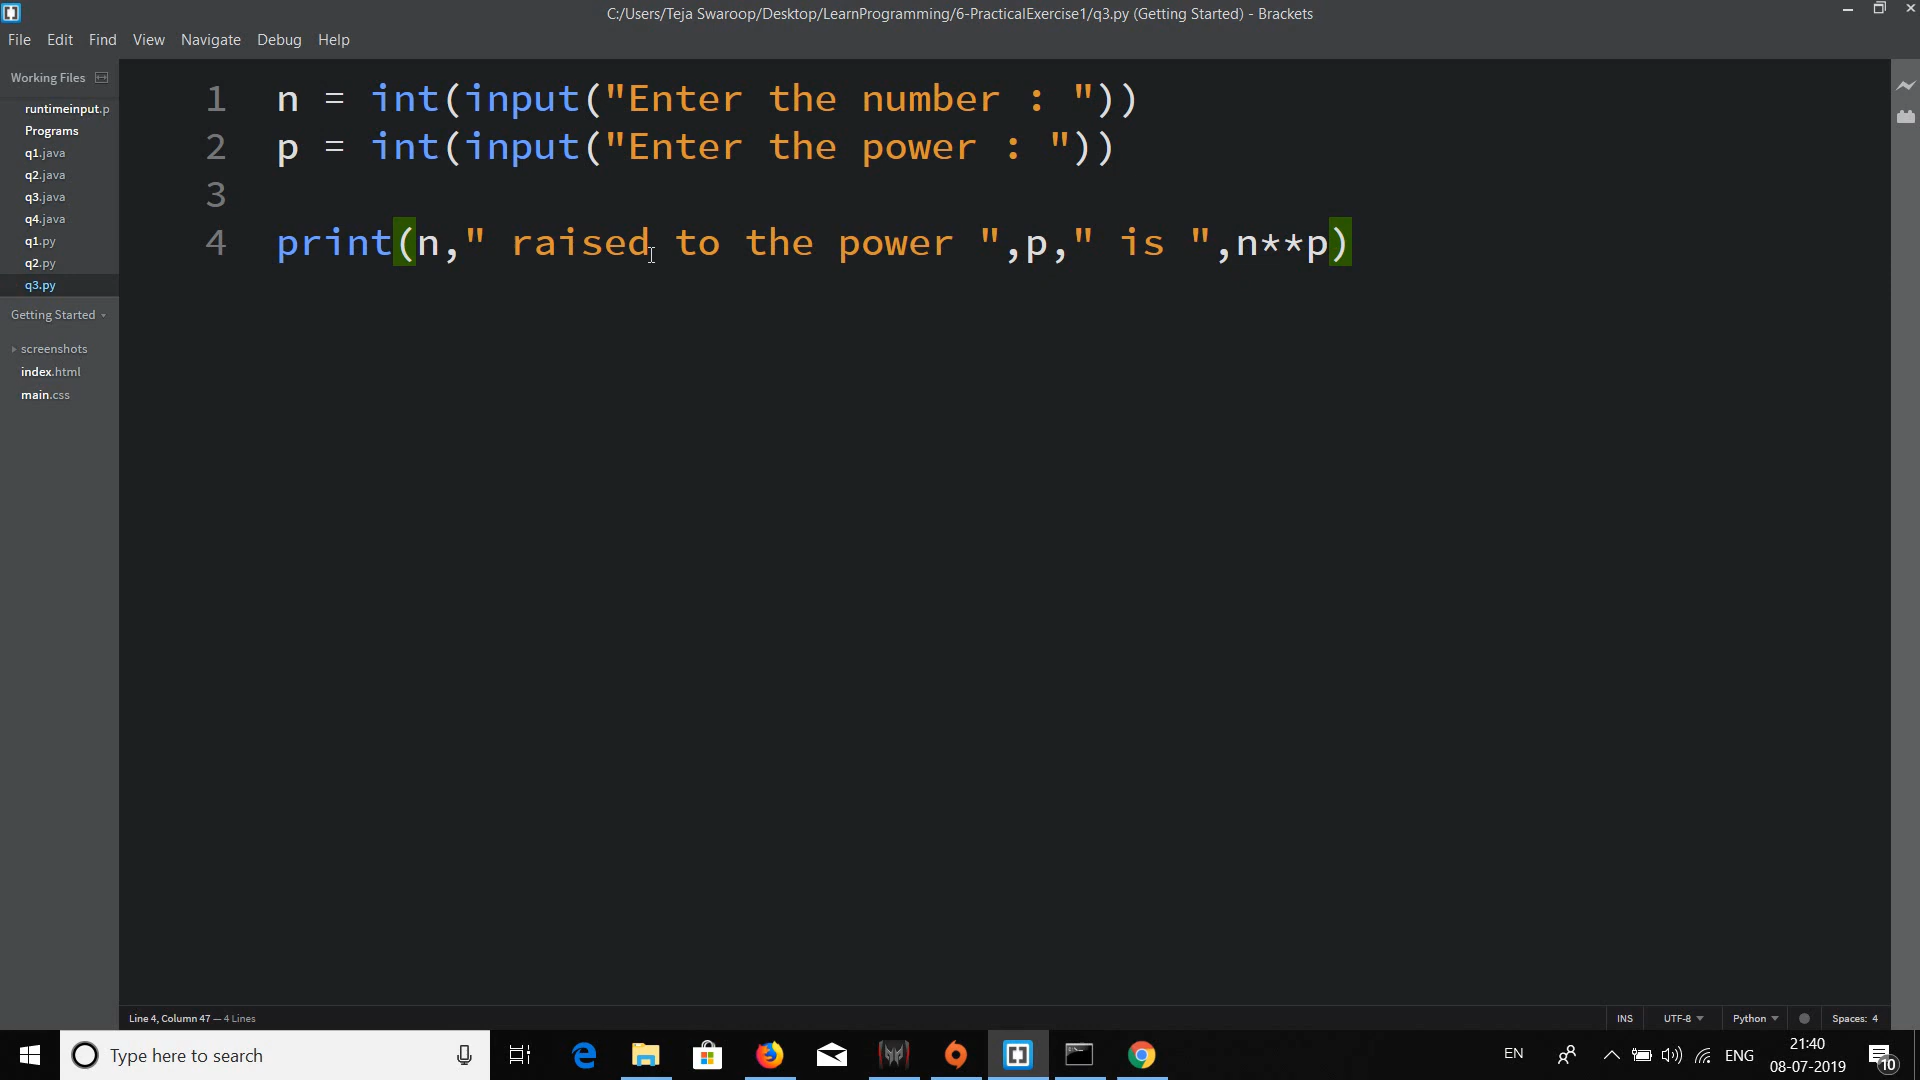 C:/Users/Teja Swaroop/Desktop/LearnProgramming/6-PracticalExercise1/q3.py (Getting Started) - Brackets
File Edit Find View Navigate Debug Help
Working Files
runtimeinput.p
Programs
q1.java
q2.java
q3.java
q4.java
q1.py
q2.py
q3.py
Getting Started
screenshots
index.html
main.css
1 n = int(input("Enter the number : "))
2 p = int(input("Enter the power : "))
3
4 print(n," raised to the power ",p," is ",n**p)
Line 4, Column 47 — 4 Lines
INS UTF-8 Python Spaces: 4
Type here to search
EN
ENG
21:40
08-07-2019
10